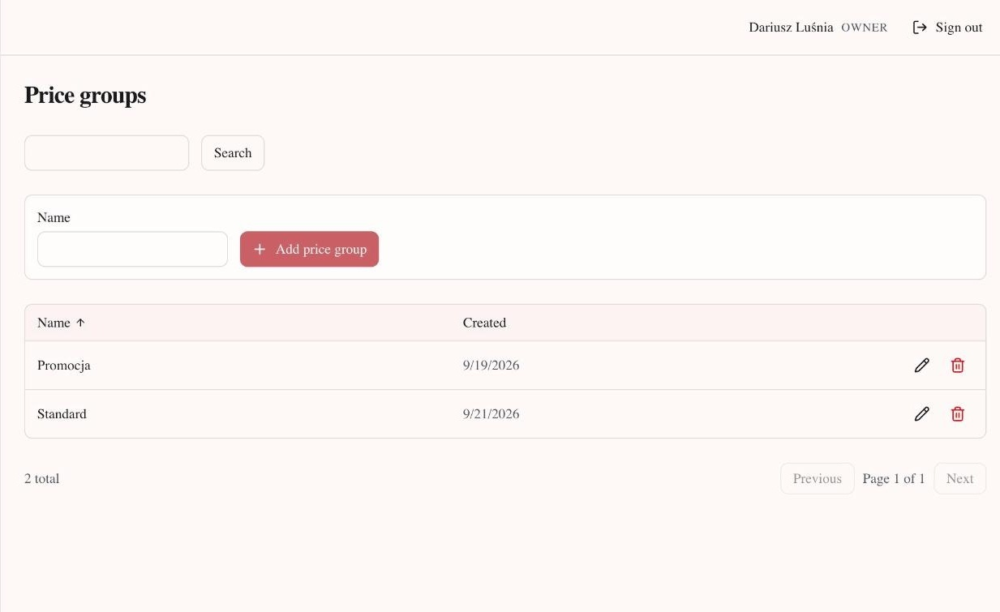 Dariusz Luśnia OWNER Sign out
Price groups
Search
Name
Add price group
Name ↑ Created
Promocja 9/19/2026
Standard 9/21/2026
2 total Previous Page 1 of 1 Next